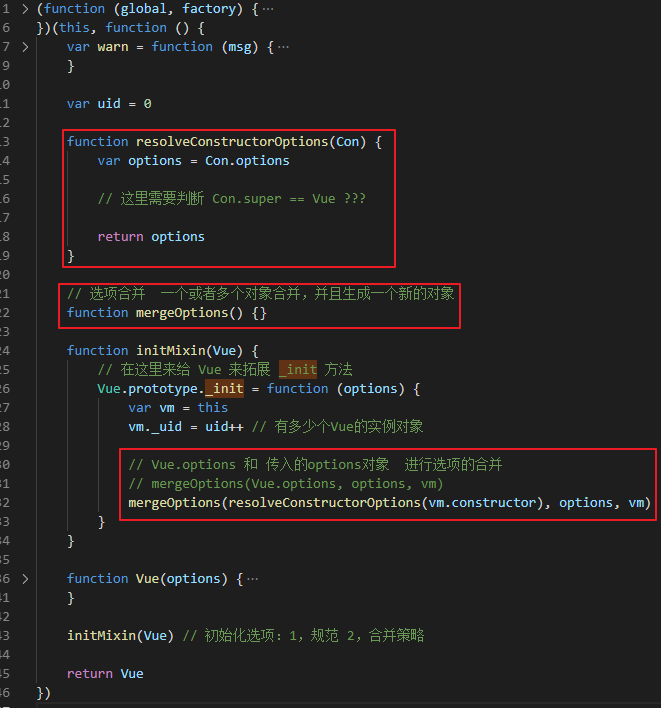 1 (function (global, factory) {…
6 })(this, function () {
7 var warn = function (msg) {…
9 }
10
11 var uid = 0
12
13 function resolveConstructorOptions(Con) {
14 var options = Con.options
15
16 // 这里需要判断 Con.super == Vue ???
17
18 return options
19 }
20
21 // 选项合并 一个或者多个对象合并，并且生成一个新的对象
22 function mergeOptions() {}
23
24 function initMixin(Vue) {
25 // 在这里来给 Vue 来拓展 _init 方法
26 Vue.prototype._init = function (options) {
27 var vm = this
28 vm._uid = uid++ // 有多少个Vue的实例对象
29
30 // Vue.options 和 传入的options对象 进行选项的合并
31 // mergeOptions(Vue.options, options, vm)
32 mergeOptions(resolveConstructorOptions(vm.constructor), options, vm)
33 }
34 }
35
36 function Vue(options) {…
41 }
42
43 initMixin(Vue) // 初始化选项: 1, 规范 2, 合并策略
44
45 return Vue
46 })